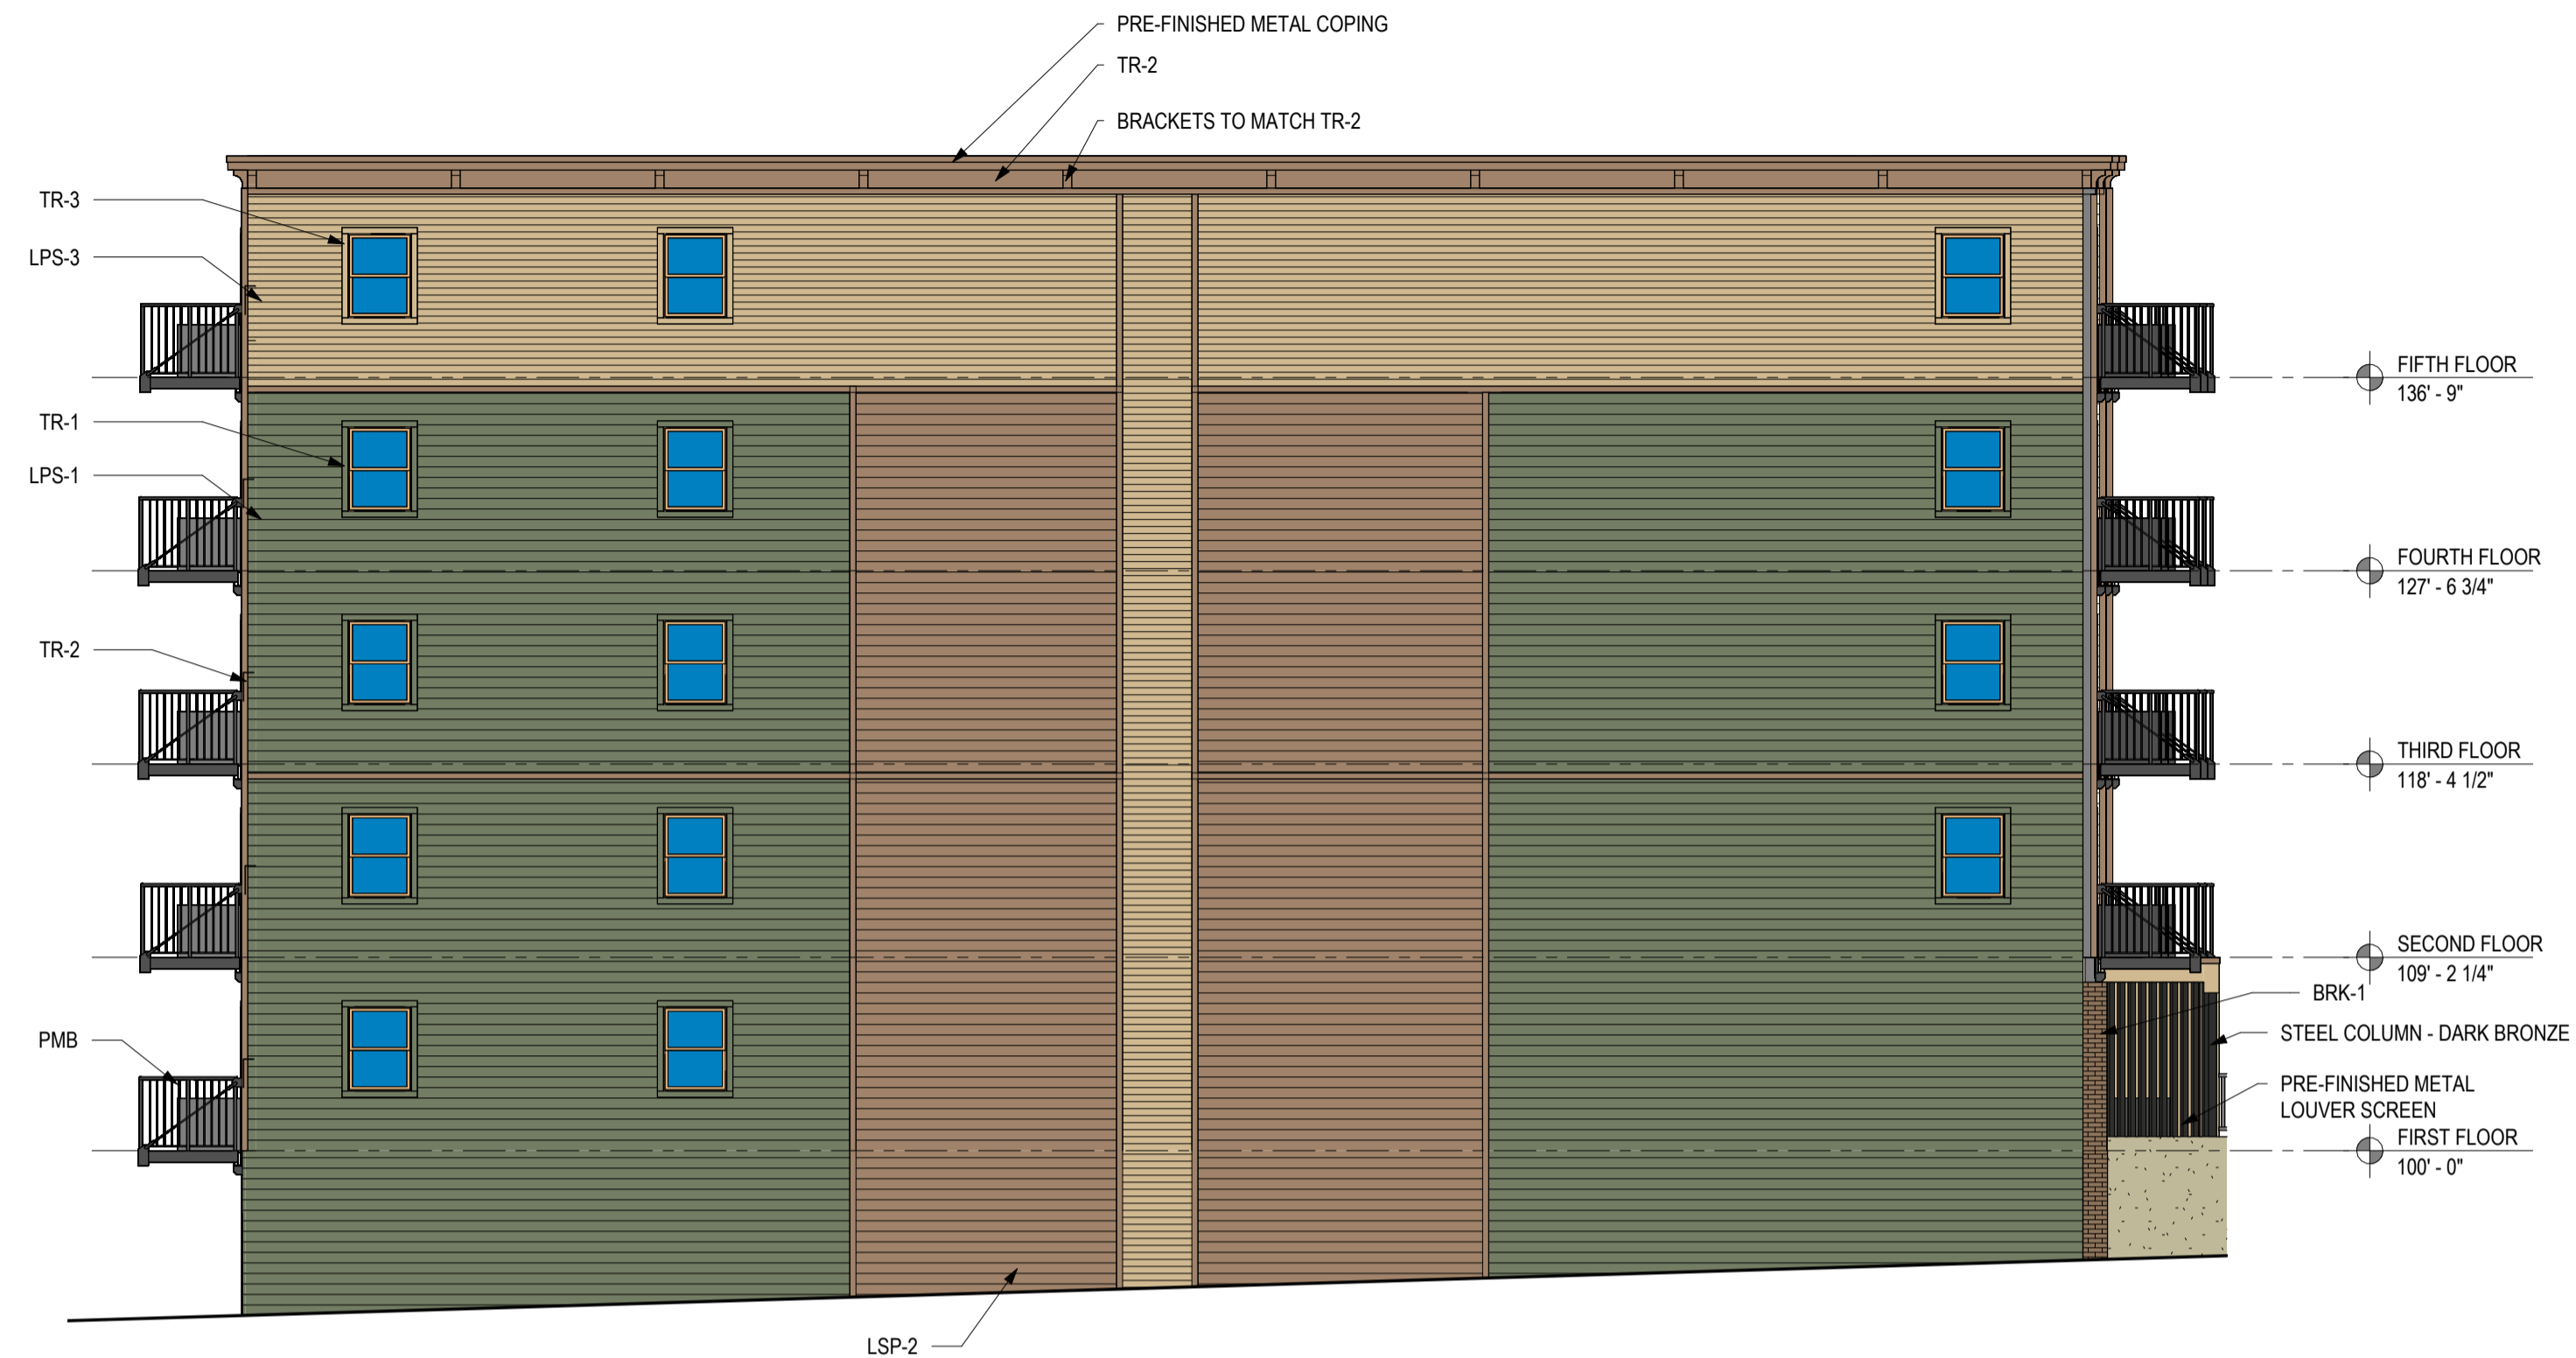 PRE-FINISHED METAL COPING
TR-2
BRACKETS TO MATCH TR-2
TR-3
LPS-3
TR-1
LPS-1
TR-2
PMB
LSP-2
FIFTH FLOOR
136' - 9"
FOURTH FLOOR
127' - 6 3/4"
THIRD FLOOR
118' - 4 1/2"
SECOND FLOOR
109' - 2 1/4"
BRK-1
STEEL COLUMN - DARK BRONZE
PRE-FINISHED METAL
LOUVER SCREEN
FIRST FLOOR
100' - 0"